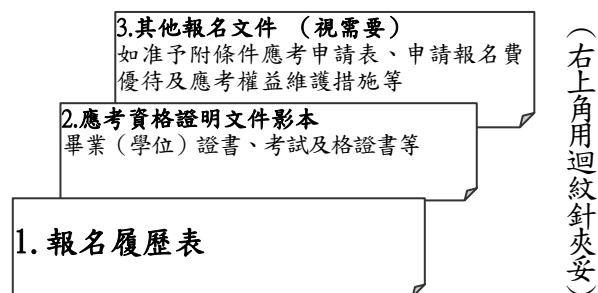 3.其他報名文件 （視需要）
如准予附條件應考申請表、申請報名費
優待及應考權益維護措施等
2.應考資格證明文件影本
畢業（學位）證書、考試及格證書等
1.報名履歷表
（右上角用迴紋針夾妥）